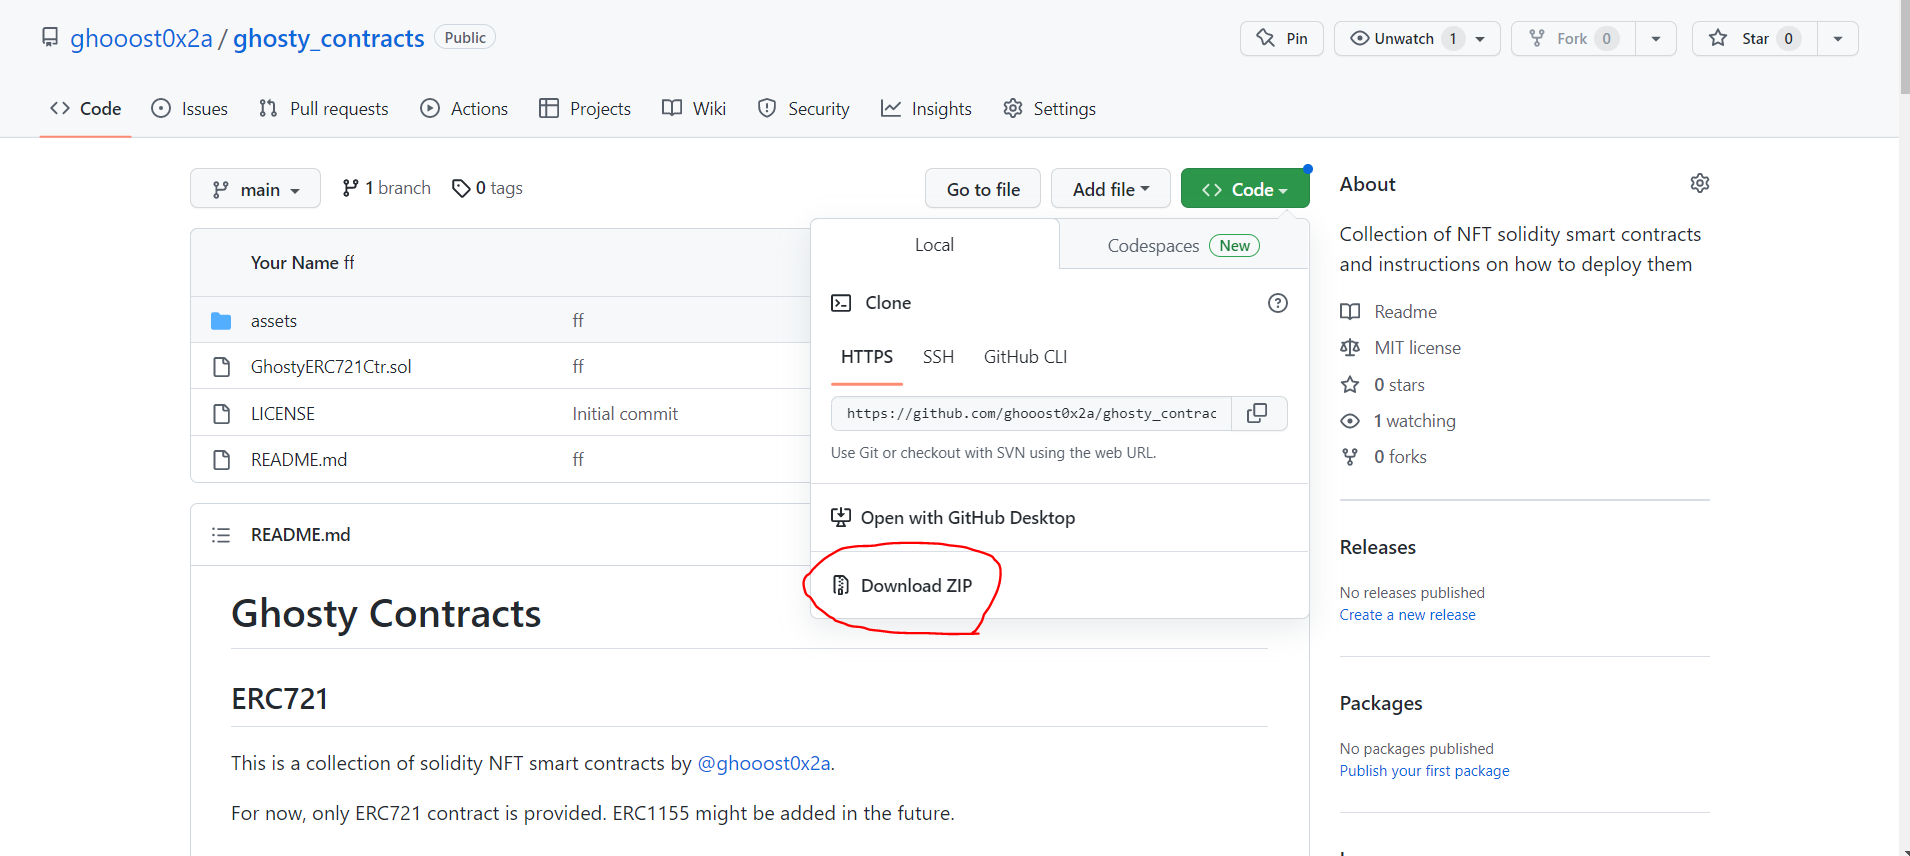 ghooost0x2a / ghosty_contracts Public
Pin Unwatch 1 Fork 0 Star 0
Code Issues Pull requests Actions Projects Wiki Security Insights Settings
main 1 branch 0 tags Go to file Add file Code
Your Name ff
assets ff
GhostyERC721Ctr.sol ff
LICENSE Initial commit
README.md ff
Local Codespaces New
Clone
HTTPS SSH GitHub CLI
https://github.com/ghooost0x2a/ghosty_contrac
Use Git or checkout with SVN using the web URL.
Open with GitHub Desktop
Download ZIP
README.md
Ghosty Contracts
ERC721
This is a collection of solidity NFT smart contracts by @ghooost0x2a.
For now, only ERC721 contract is provided. ERC1155 might be added in the future.
About
Collection of NFT solidity smart contracts
and instructions on how to deploy them
Readme
MIT license
0 stars
1 watching
0 forks
Releases
No releases published
Create a new release
Packages
No packages published
Publish your first package